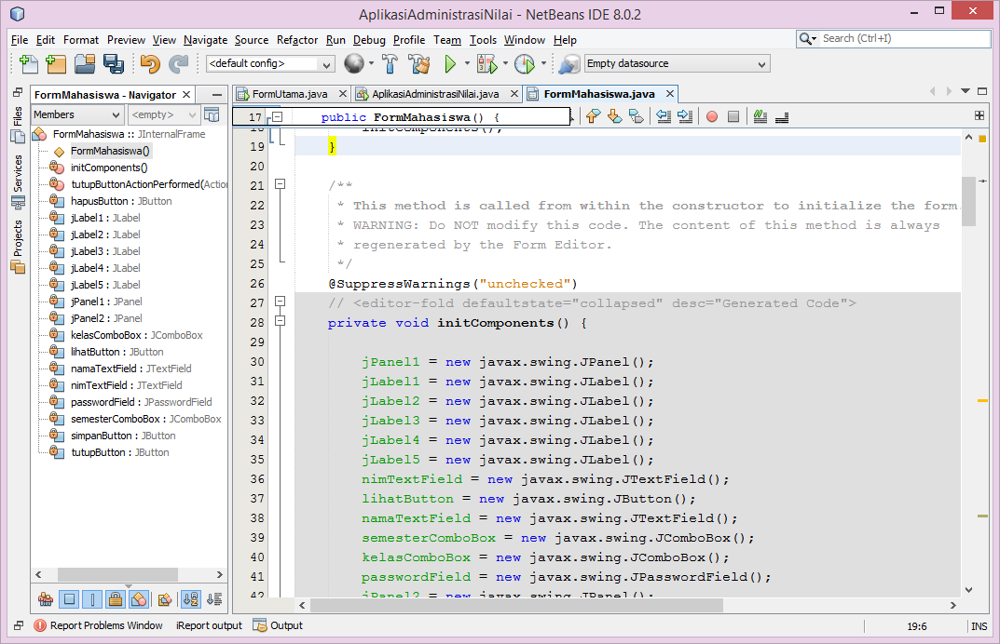 AplikasiAdministrasiNilai - NetBeans IDE 8.0.2
File Edit Format Preview View Navigate Source Refactor Run Debug Profile Team Tools Window Help
Search (Ctrl+I)
<default config>
Empty datasource
Files
Services
Projects
FormMahasiswa - Navigator
Members
<empty>
FormMahasiswa :: JInternalFrame
FormMahasiswa()
initComponents()
tutupButtonActionPerformed(Action
hapusButton : JButton
jLabel1 : JLabel
jLabel2 : JLabel
jLabel3 : JLabel
jLabel4 : JLabel
jLabel5 : JLabel
jPanel1 : JPanel
jPanel2 : JPanel
kelasComboBox : JComboBox
lihatButton : JButton
namaTextField : JTextField
nimTextField : JTextField
passwordField : JPasswordField
semesterComboBox : JComboBox
simpanButton : JButton
tutupButton : JButton
FormUtama.java
AplikasiAdministrasiNilai.java
FormMahasiswa.java
17 public FormMahasiswa() {
18 initComponents();
19 }
20
21 /**
22 * This method is called from within the constructor to initialize the form.
23 * WARNING: Do NOT modify this code. The content of this method is always
24 * regenerated by the Form Editor.
25 */
26 @SuppressWarnings("unchecked")
27 // <editor-fold defaultstate="collapsed" desc="Generated Code">
28 private void initComponents() {
29
30 jPanel1 = new javax.swing.JPanel();
31 jLabel1 = new javax.swing.JLabel();
32 jLabel2 = new javax.swing.JLabel();
33 jLabel3 = new javax.swing.JLabel();
34 jLabel4 = new javax.swing.JLabel();
35 jLabel5 = new javax.swing.JLabel();
36 nimTextField = new javax.swing.JTextField();
37 lihatButton = new javax.swing.JButton();
38 namaTextField = new javax.swing.JTextField();
39 semesterComboBox = new javax.swing.JComboBox();
40 kelasComboBox = new javax.swing.JComboBox();
41 passwordField = new javax.swing.JPasswordField();
42 jPanel2 = new javax.swing.JPanel();
Report Problems Window
iReport output
Output
19:6
INS